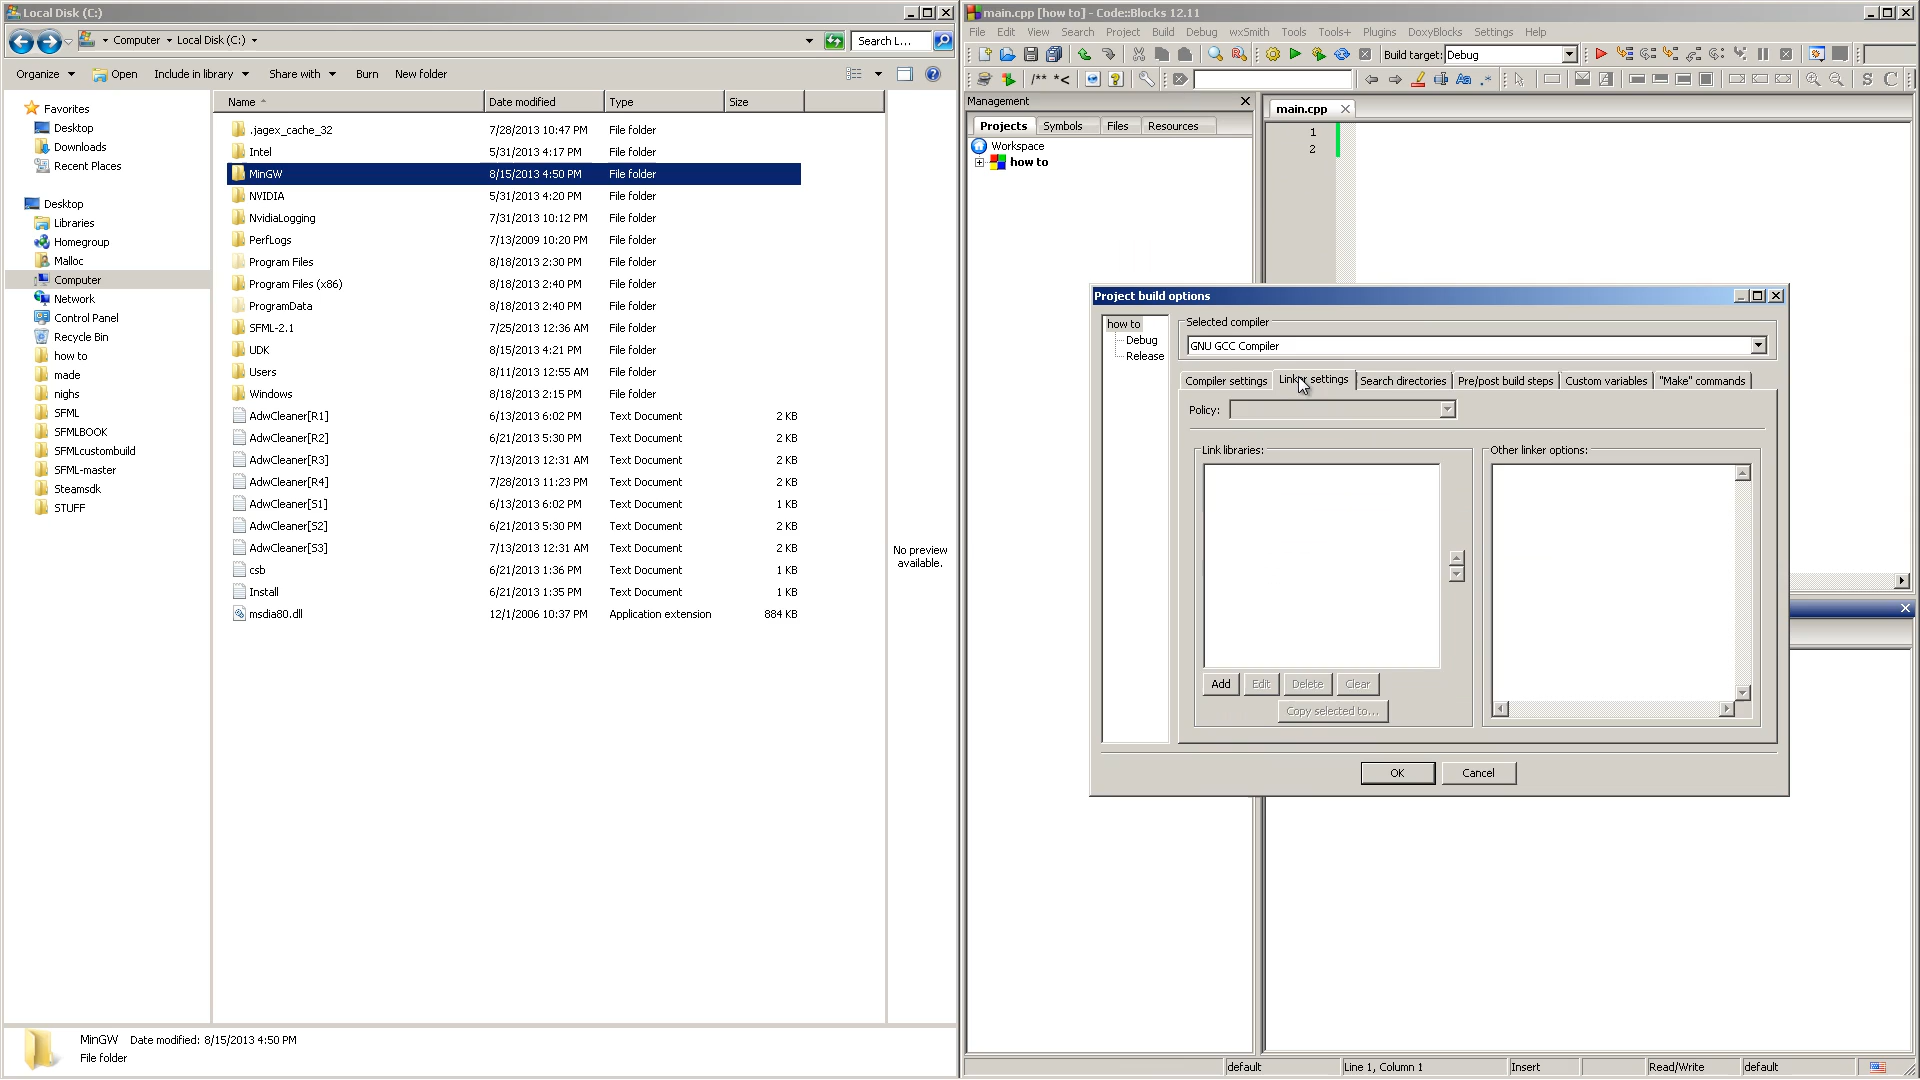 Local Disk (C:)
Computer Local Disk (C:)
Search L...
Organize Open Include in library Share with Burn New folder
Name Date modified Type Size
Favorites
Desktop
Downloads
Recent Places
Desktop
Libraries
Homegroup
Malloc
Computer
Network
Control Panel
Recycle Bin
how to
made
nighs
SFML
SFMLBOOK
SFMLcustombuild
SFML-master
Steamsdk
STUFF
.jagex_cache_32 7/28/2013 10:47 PM File folder
Intel 5/31/2013 4:17 PM File folder
MinGW 8/15/2013 4:50 PM File folder
NVIDIA 5/31/2013 4:20 PM File folder
NvidiaLogging 7/31/2013 10:12 PM File folder
PerfLogs 7/13/2009 10:20 PM File folder
Program Files 8/18/2013 2:30 PM File folder
Program Files (x86) 8/18/2013 2:40 PM File folder
ProgramData 8/18/2013 2:40 PM File folder
SFML-2.1 7/25/2013 12:36 AM File folder
UDK 8/15/2013 4:21 PM File folder
Users 8/11/2013 12:55 AM File folder
Windows 8/18/2013 2:15 PM File folder
AdwCleaner[R1] 6/13/2013 6:02 PM Text Document 2 KB
AdwCleaner[R2] 6/21/2013 5:30 PM Text Document 2 KB
AdwCleaner[R3] 7/13/2013 12:31 AM Text Document 2 KB
AdwCleaner[R4] 7/28/2013 11:23 PM Text Document 2 KB
AdwCleaner[S1] 6/13/2013 6:02 PM Text Document 1 KB
AdwCleaner[S2] 6/21/2013 5:30 PM Text Document 2 KB
AdwCleaner[S3] 7/13/2013 12:31 AM Text Document 2 KB
csb 6/21/2013 1:36 PM Text Document 1 KB
Install 6/21/2013 1:35 PM Text Document 1 KB
msdia80.dll 12/1/2006 10:37 PM Application extension 884 KB
No preview
available.
MinGW Date modified: 8/15/2013 4:50 PM
File folder
main.cpp [how to] - Code::Blocks 12.11
File Edit View Search Project Build Debug wxSmith Tools Tools+ Plugins DoxyBlocks Settings Help
Build target: Debug
/** *<
Aa .*
S C
Management
Projects Symbols Files Resources
Workspace
how to
main.cpp
1
2
Project build options
how to
Debug
Release
Selected compiler
GNU GCC Compiler
Compiler settings Linker settings Search directories Pre/post build steps Custom variables "Make" commands
Policy:
Link libraries:
Other linker options:
Add Edit Delete Clear
Copy selected to...
OK Cancel
default Line 1, Column 1 Insert Read/Write default